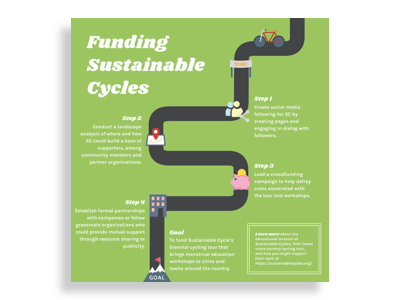 Funding
Sustainable
Cycles
START
Step 1
Create social media
following for SC by
creating pages and
engaging in dialog with
followers.
Step 2
Conduct a landscape
analysis of where and how
SC could build a base of
supporters, among
community members and
partner organizations.
Step 3
Lead a crowdfunding
campaign to help defray
costs associated with
the tour and workshops.
Step 4
Establish formal partnerships
with companies or fellow
grassroots organizations who
could provide mutual support
through resource sharing or
publicity.
Goal
To fund Sustainable Cycle's
biennial cycling tour that
brings menstrual education
workshops to cities and
towns around the country.
Learn more about the
educational mission of
Sustainable Cycles, their latest
cross-country cycling tour,
and how you might support
their work at
https://sustainablecycles.org/
GOAL